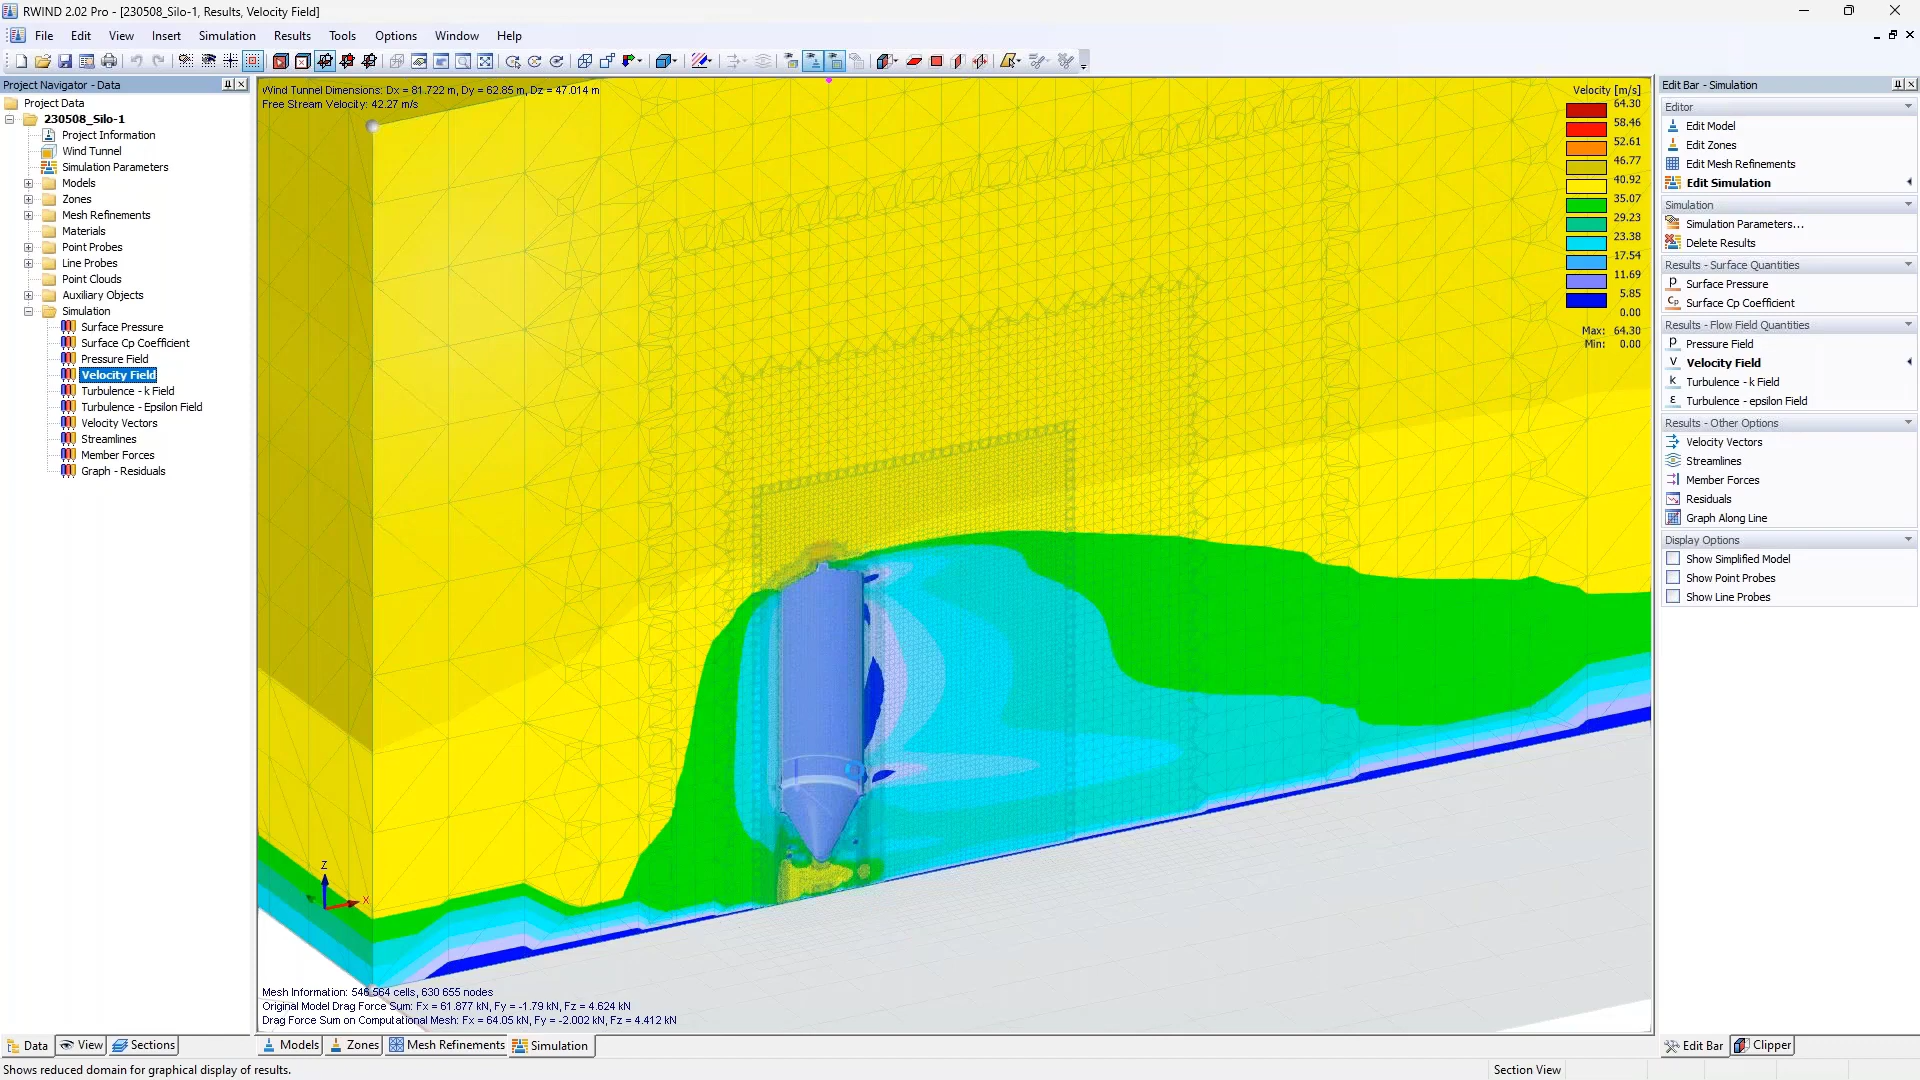 RWIND 2.02 Pro - [230508_Silo-1, Results, Velocity Field]
File Edit View Insert Simulation Results Tools Options Window Help
Project Navigator - Data
Project Data
230508_Silo-1
Project Information
Wind Tunnel
Simulation Parameters
Models
Zones
Mesh Refinements
Materials
Point Probes
Line Probes
Point Clouds
Auxiliary Objects
Simulation
Surface Pressure
Surface Cp Coefficient
Pressure Field
Velocity Field
Turbulence - k Field
Turbulence - Epsilon Field
Velocity Vectors
Streamlines
Member Forces
Graph - Residuals
Data View Sections
Wind Tunnel Dimensions: Dx = 81.722 m, Dy = 62.85 m, Dz = 47.014 m
Free Stream Velocity: 42.27 m/s
Velocity [m/s]
64.30
58.46
52.61
46.77
40.92
35.07
29.23
23.38
17.54
11.69
5.85
0.00
Max: 64.30
Min: 0.00
Z
X
Mesh Information: 546 564 cells, 630 655 nodes
Original Model Drag Force Sum: Fx = 61.877 kN, Fy = -1.79 kN, Fz = 4.624 kN
Drag Force Sum on Computational Mesh: Fx = 64.05 kN, Fy = -2.002 kN, Fz = 4.412 kN
Models Zones Mesh Refinements Simulation
Edit Bar - Simulation
Editor
Edit Model
Edit Zones
Edit Mesh Refinements
Edit Simulation
Simulation
Simulation Parameters...
Delete Results
Results - Surface Quantities
p Surface Pressure
Cp Surface Cp Coefficient
Results - Flow Field Quantities
p Pressure Field
v Velocity Field
k Turbulence - k Field
ε Turbulence - epsilon Field
Results - Other Options
Velocity Vectors
Streamlines
Member Forces
Residuals
Graph Along Line
Display Options
Show Simplified Model
Show Point Probes
Show Line Probes
Edit Bar Clipper
Shows reduced domain for graphical display of results.
Section View